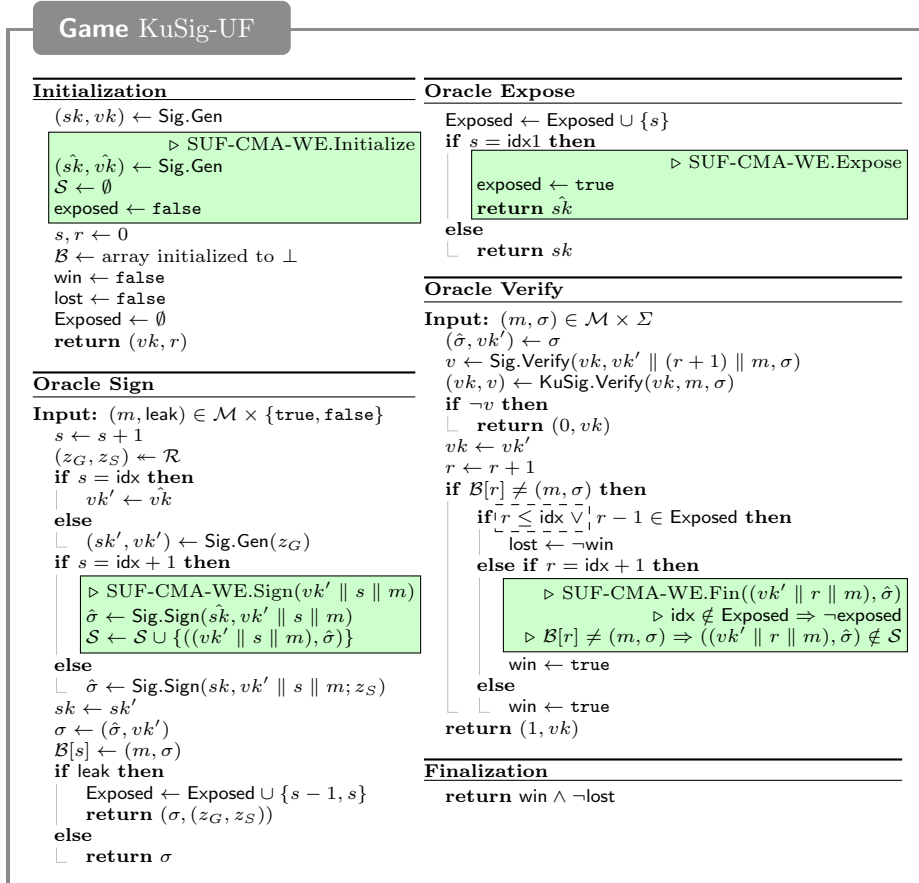 Game KuSig-UF
Initialization
(sk, vk) ← Sig.Gen
▷ SUF-CMA-WE.Initialize
(ŝk, v̂k) ← Sig.Gen
𝒮 ← ∅
exposed ← false
s, r ← 0
ℬ ← array initialized to ⊥
win ← false
lost ← false
Exposed ← ∅
return (vk, r)
Oracle Sign
Input: (m, leak) ∈ ℳ × {true, false}
s ← s + 1
(z_G, z_S) ↞ ℛ
if s = idx then
vk′ ← v̂k
else
(sk′, vk′) ← Sig.Gen(z_G)
if s = idx + 1 then
▷ SUF-CMA-WE.Sign(vk′ ∥ s ∥ m)
σ̂ ← Sig.Sign(ŝk, vk′ ∥ s ∥ m)
𝒮 ← 𝒮 ∪ {((vk′ ∥ s ∥ m), σ̂)}
else
σ̂ ← Sig.Sign(sk, vk′ ∥ s ∥ m; z_S)
sk ← sk′
σ ← (σ̂, vk′)
ℬ[s] ← (m, σ)
if leak then
Exposed ← Exposed ∪ {s − 1, s}
return (σ, (z_G, z_S))
else
return σ
Oracle Expose
Exposed ← Exposed ∪ {s}
if s = idx1 then
▷ SUF-CMA-WE.Expose
exposed ← true
return ŝk
else
return sk
Oracle Verify
Input: (m, σ) ∈ ℳ × Σ
(σ̂, vk′) ← σ
v ← Sig.Verify(vk, vk′ ∥ (r + 1) ∥ m, σ)
(vk, v) ← KuSig.Verify(vk, m, σ)
if ¬v then
return (0, vk)
vk ← vk′
r ← r + 1
if ℬ[r] ≠ (m, σ) then
if r ≤ idx ∨ r − 1 ∈ Exposed then
lost ← ¬win
else if r = idx + 1 then
▷ SUF-CMA-WE.Fin((vk′ ∥ r ∥ m), σ̂)
▷ idx ∉ Exposed ⇒ ¬exposed
▷ ℬ[r] ≠ (m, σ) ⇒ ((vk′ ∥ r ∥ m), σ̂) ∉ 𝒮
win ← true
else
win ← true
return (1, vk)
Finalization
return win ∧ ¬lost